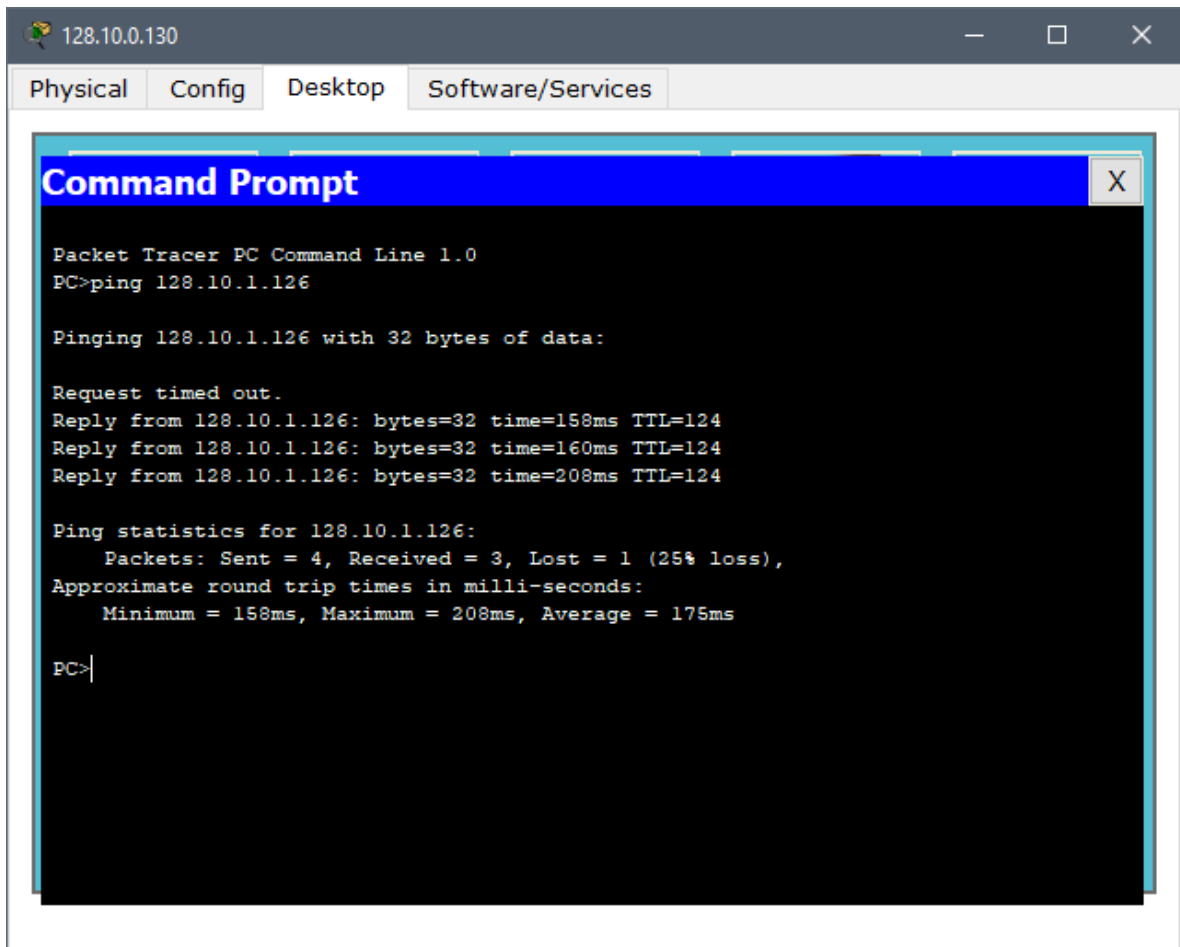 128.10.0.130
Physical Config Desktop Software/Services
Command Prompt X
Packet Tracer PC Command Line 1.0
PC>ping 128.10.1.126
Pinging 128.10.1.126 with 32 bytes of data:
Request timed out.
Reply from 128.10.1.126: bytes=32 time=158ms TTL=124
Reply from 128.10.1.126: bytes=32 time=160ms TTL=124
Reply from 128.10.1.126: bytes=32 time=208ms TTL=124
Ping statistics for 128.10.1.126:
Packets: Sent = 4, Received = 3, Lost = 1 (25% loss),
Approximate round trip times in milli-seconds:
Minimum = 158ms, Maximum = 208ms, Average = 175ms
PC>